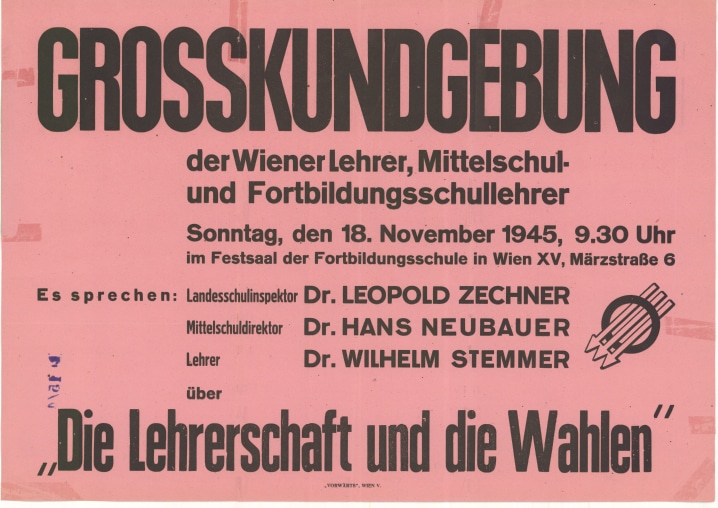 GROSSKUNDGEBUNG
der Wiener Lehrer, Mittelschul-
und Fortbildungsschullehrer
Sonntag, den 18. November 1945, 9.30 Uhr
im Festsaal der Fortbildungsschule in Wien XV, Märzstraße 6
Es sprechen: Landesschulinspektor Dr. LEOPOLD ZECHNER
Mittelschuldirektor Dr. HANS NEUBAUER
Lehrer Dr. WILHELM STEMMER
über
„Die Lehrerschaft und die Wahlen“
„VORWÄRTS“, WIEN V.